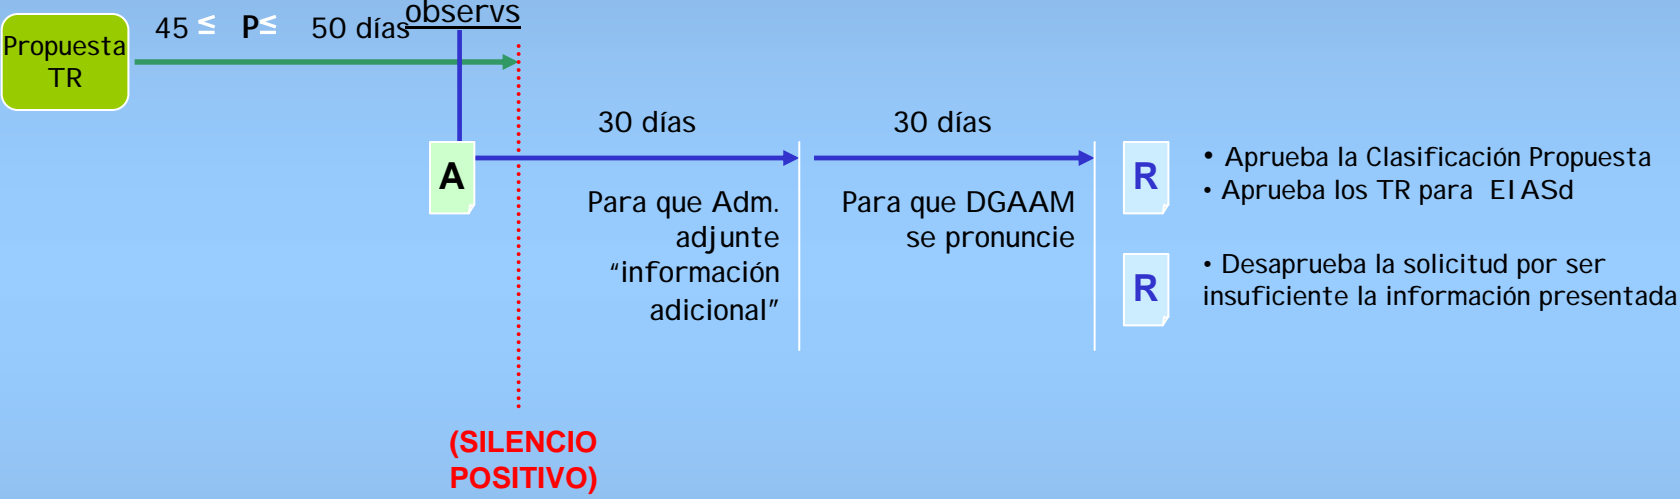 Propuesta
TR
45 ≤ P≤ 50 días
observs
A
30 días
Para que Adm.
adjunte
“información
adicional”
30 días
Para que DGAAM
se pronuncie
R
• Aprueba la Clasificación Propuesta
• Aprueba los TR para EIASd
R
• Desaprueba la solicitud por ser
insuficiente la información presentada
(SILENCIO
POSITIVO)